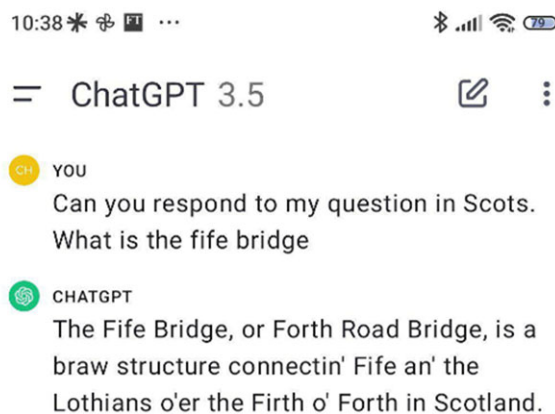 10:38 FT ...
79
ChatGPT 3.5
CH YOU
Can you respond to my question in Scots.
What is the fife bridge
CHATGPT
The Fife Bridge, or Forth Road Bridge, is a
braw structure connectin' Fife an' the
Lothians o'er the Firth o' Forth in Scotland.